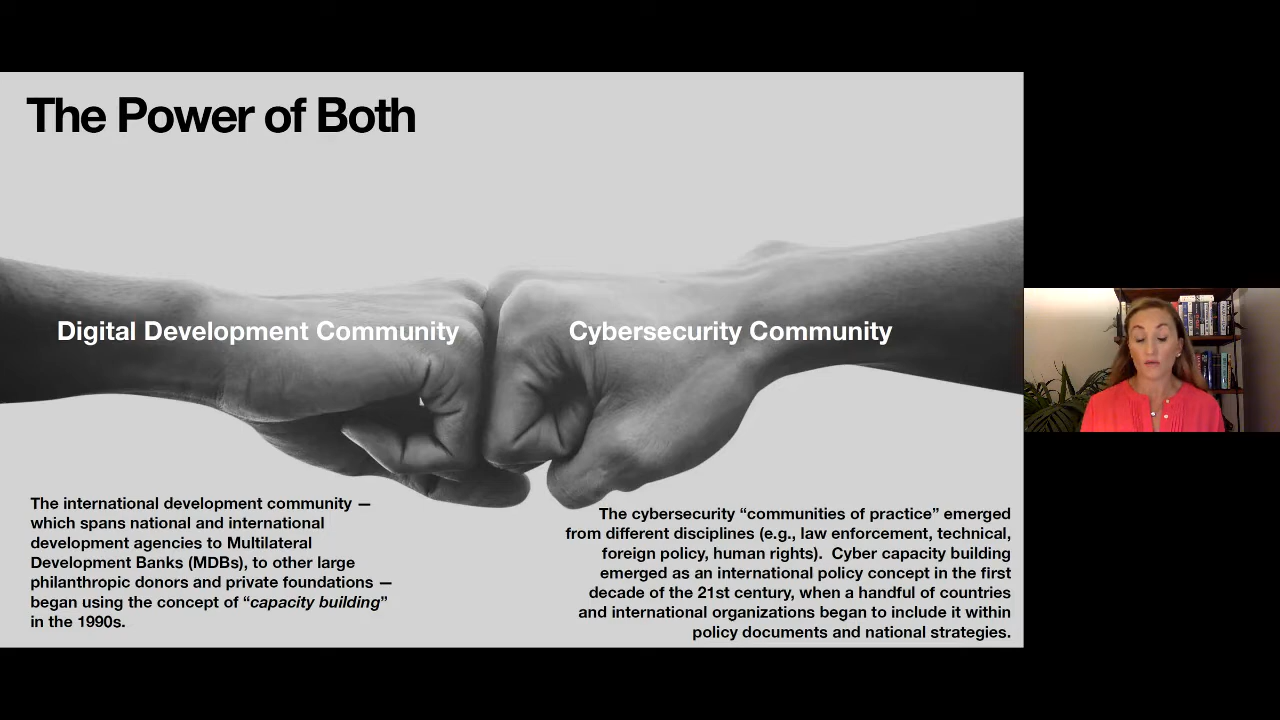 The Power of Both
Digital Development Community
Cybersecurity Community
The international development community —
which spans national and international
development agencies to Multilateral
Development Banks (MDBs), to other large
philanthropic donors and private foundations —
began using the concept of “capacity building”
in the 1990s.
The cybersecurity “communities of practice” emerged
from different disciplines (e.g., law enforcement, technical,
foreign policy, human rights).  Cyber capacity building
emerged as an international policy concept in the first
decade of the 21st century, when a handful of countries
and international organizations began to include it within
policy documents and national strategies.